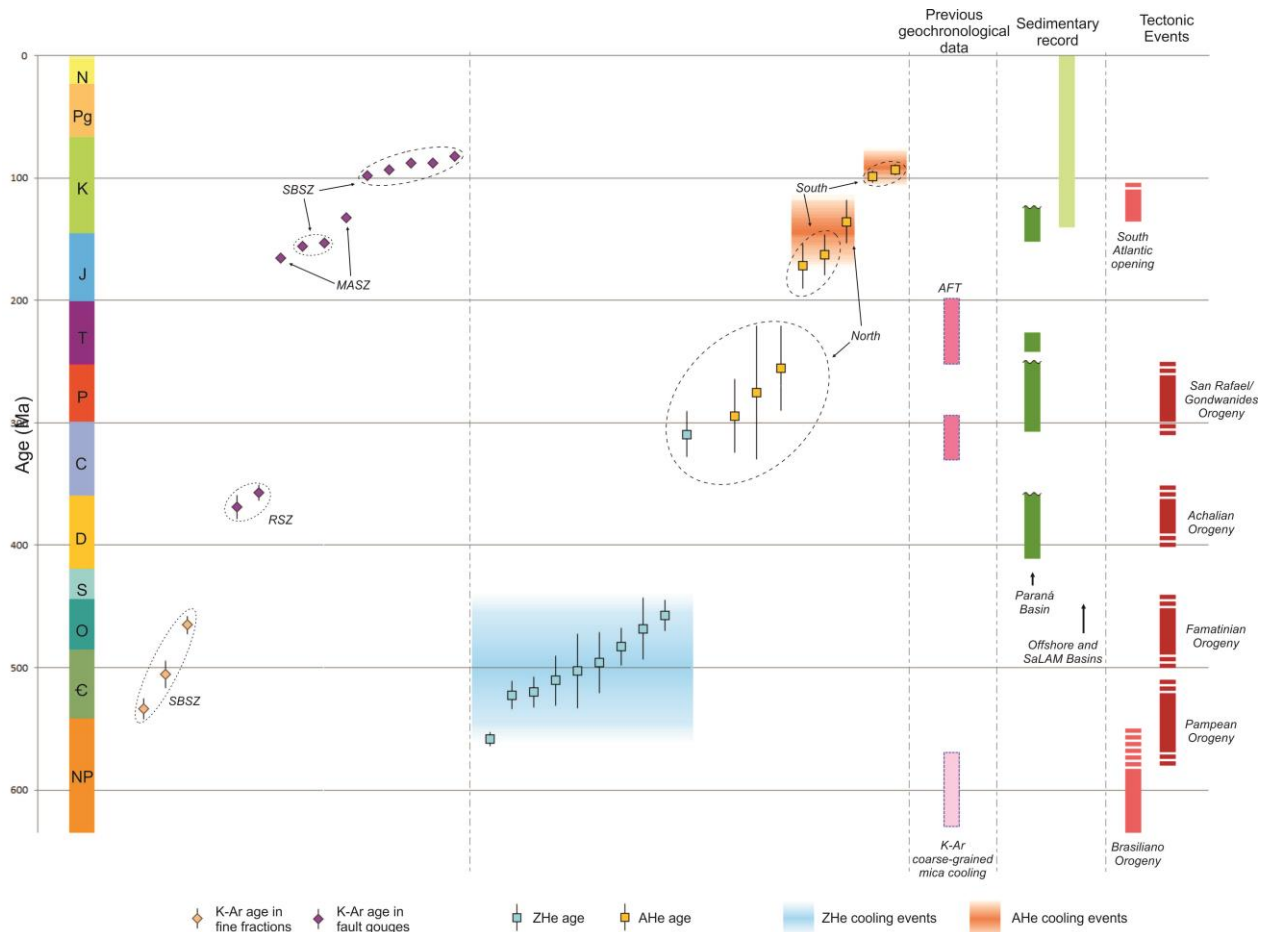 Previous
geochronological
data
Sedimentary
record
Tectonic
Events
0
100
200
300
400
500
600
Age (Ma)
N
Pg
K
J
T
P
C
D
S
O
Є
NP
SBSZ
MASZ
RSZ
SBSZ
South
North
AFT
K-Ar
coarse-grained
mica cooling
Paraná
Basin
Offshore and
SaLAM Basins
South
Atlantic
opening
San Rafael/
Gondwanides
Orogeny
Achalian
Orogeny
Famatinian
Orogeny
Pampean
Orogeny
Brasiliano
Orogeny
K-Ar age in
fine fractions
K-Ar age in
fault gouges
ZHe age
AHe age
ZHe cooling events
AHe cooling events